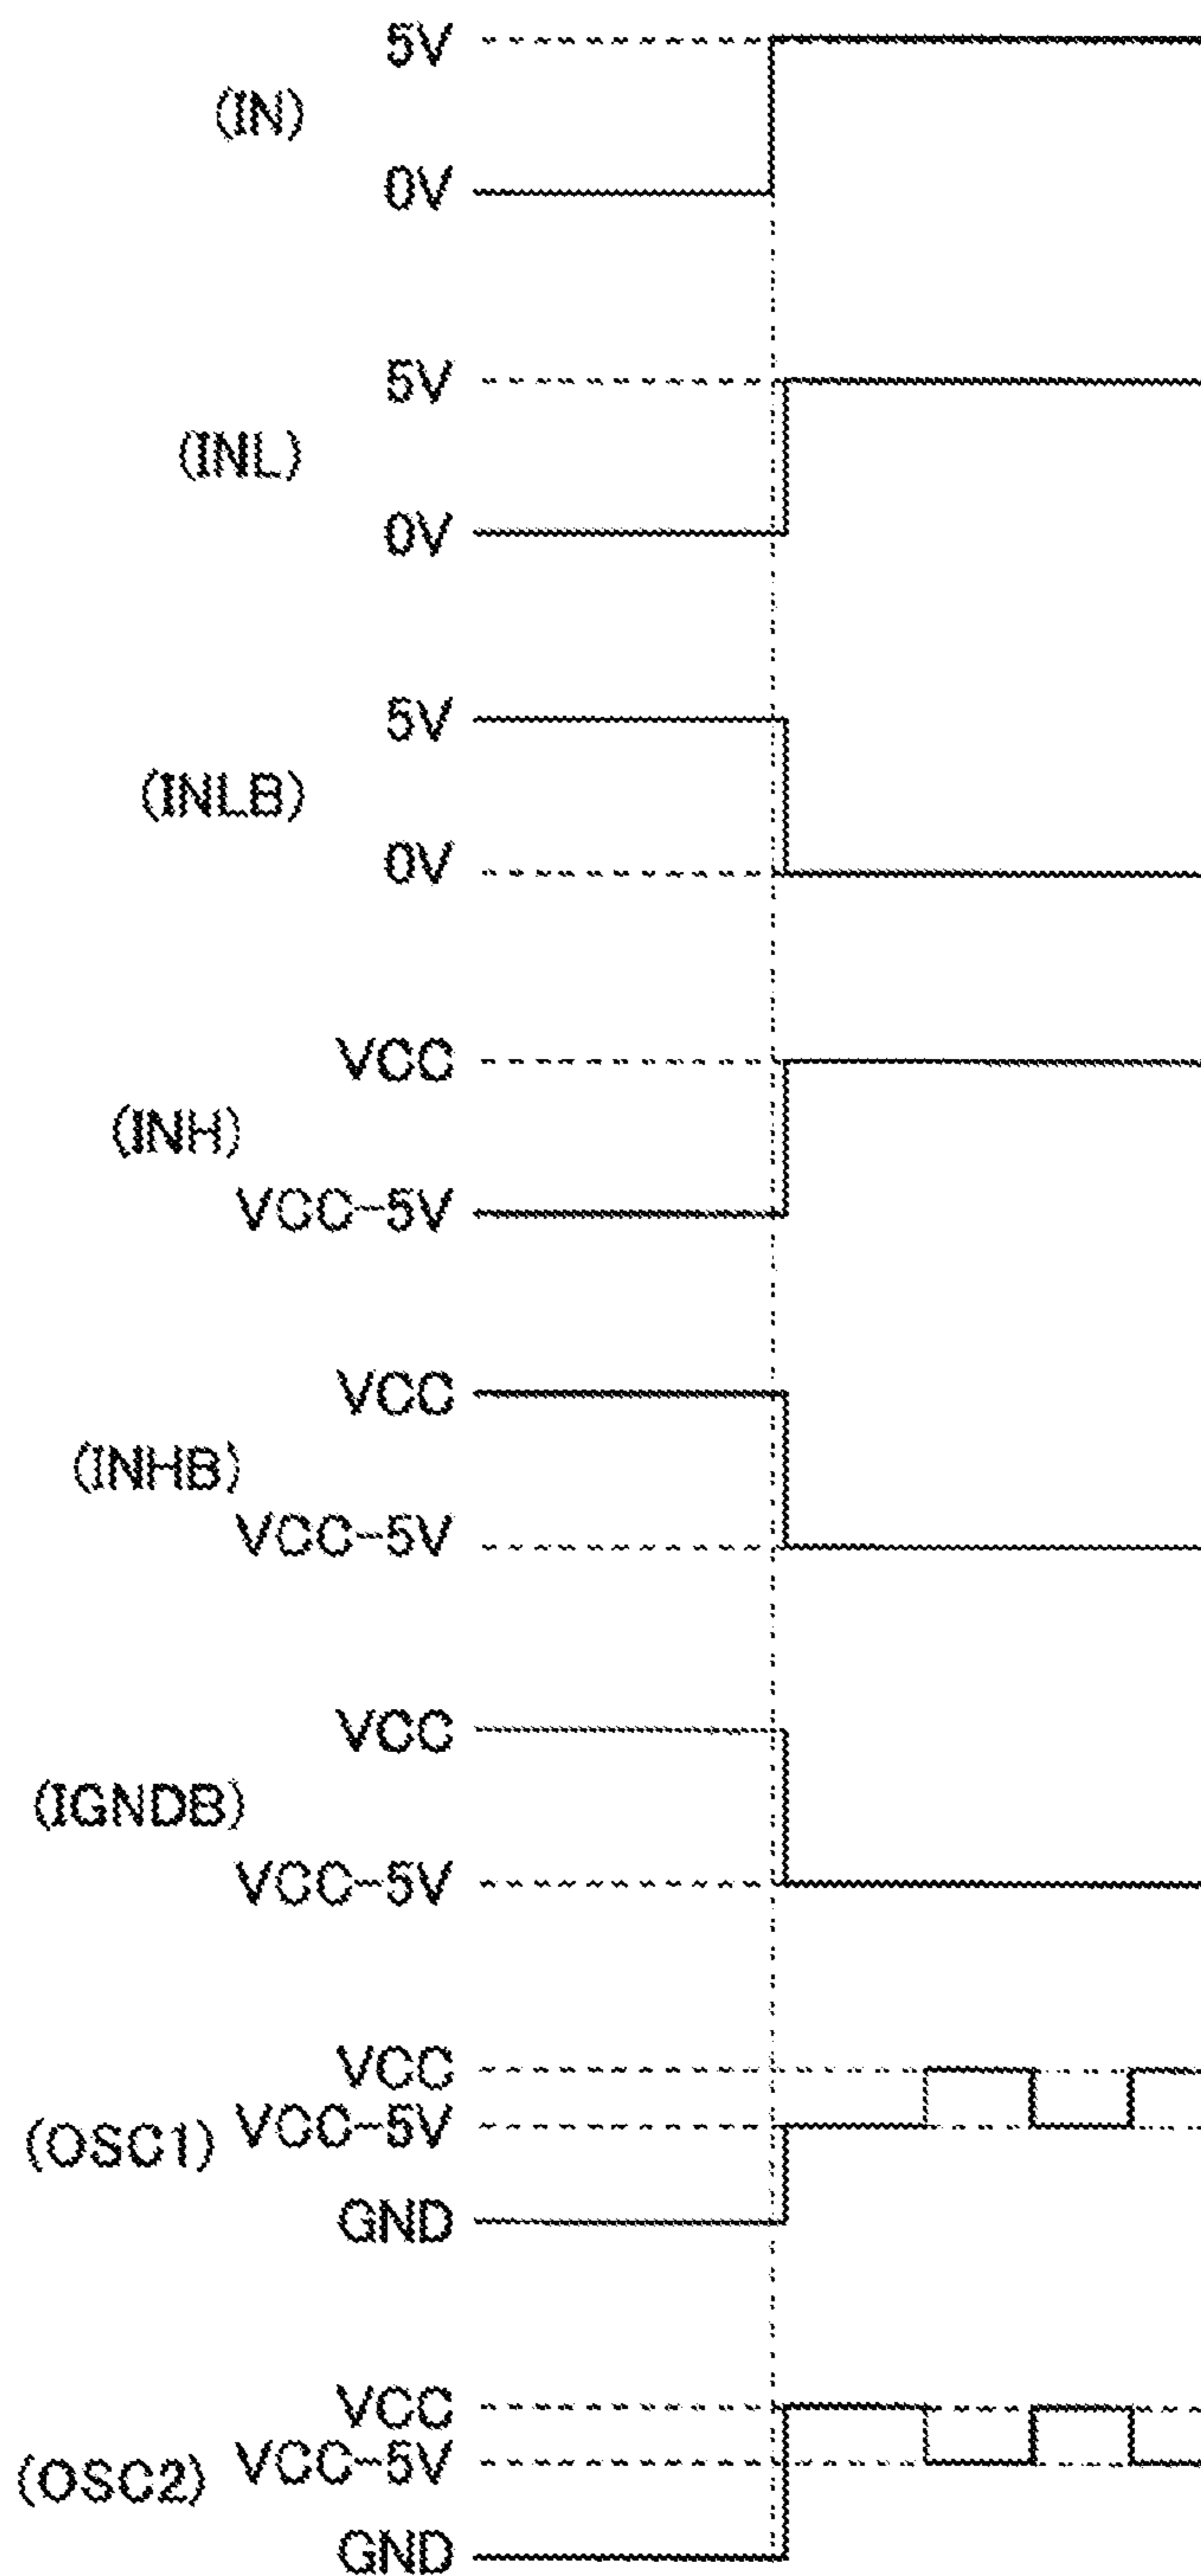 5V
(IN)
0V
5V
(INL)
0V
5V
(INLB)
0V
VCC
(INH)
VCC-5V
VCC
(INHB)
VCC-5V
VCC
(IGNDB)
VCC-5V
VCC
(OSC1) VCC-5V
GND
VCC
(OSC2) VCC-5V
GND